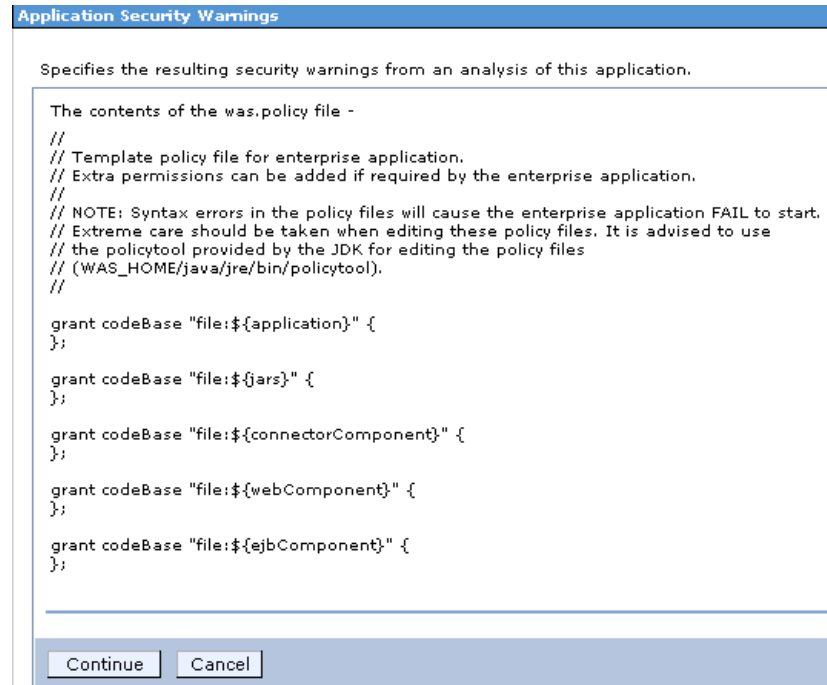 Application Security Warnings
Specifies the resulting security warnings from an analysis of this application.
The contents of the was.policy file -
//
// Template policy file for enterprise application.
// Extra permissions can be added if required by the enterprise application.
//
// NOTE: Syntax errors in the policy files will cause the enterprise application FAIL to start.
// Extreme care should be taken when editing these policy files. It is advised to use
// the policytool provided by the JDK for editing the policy files
// (WAS_HOME/java/jre/bin/policytool).
//
grant codeBase "file:${application}" {
};
grant codeBase "file:${jars}" {
};
grant codeBase "file:${connectorComponent}" {
};
grant codeBase "file:${webComponent}" {
};
grant codeBase "file:${ejbComponent}" {
};
Continue Cancel